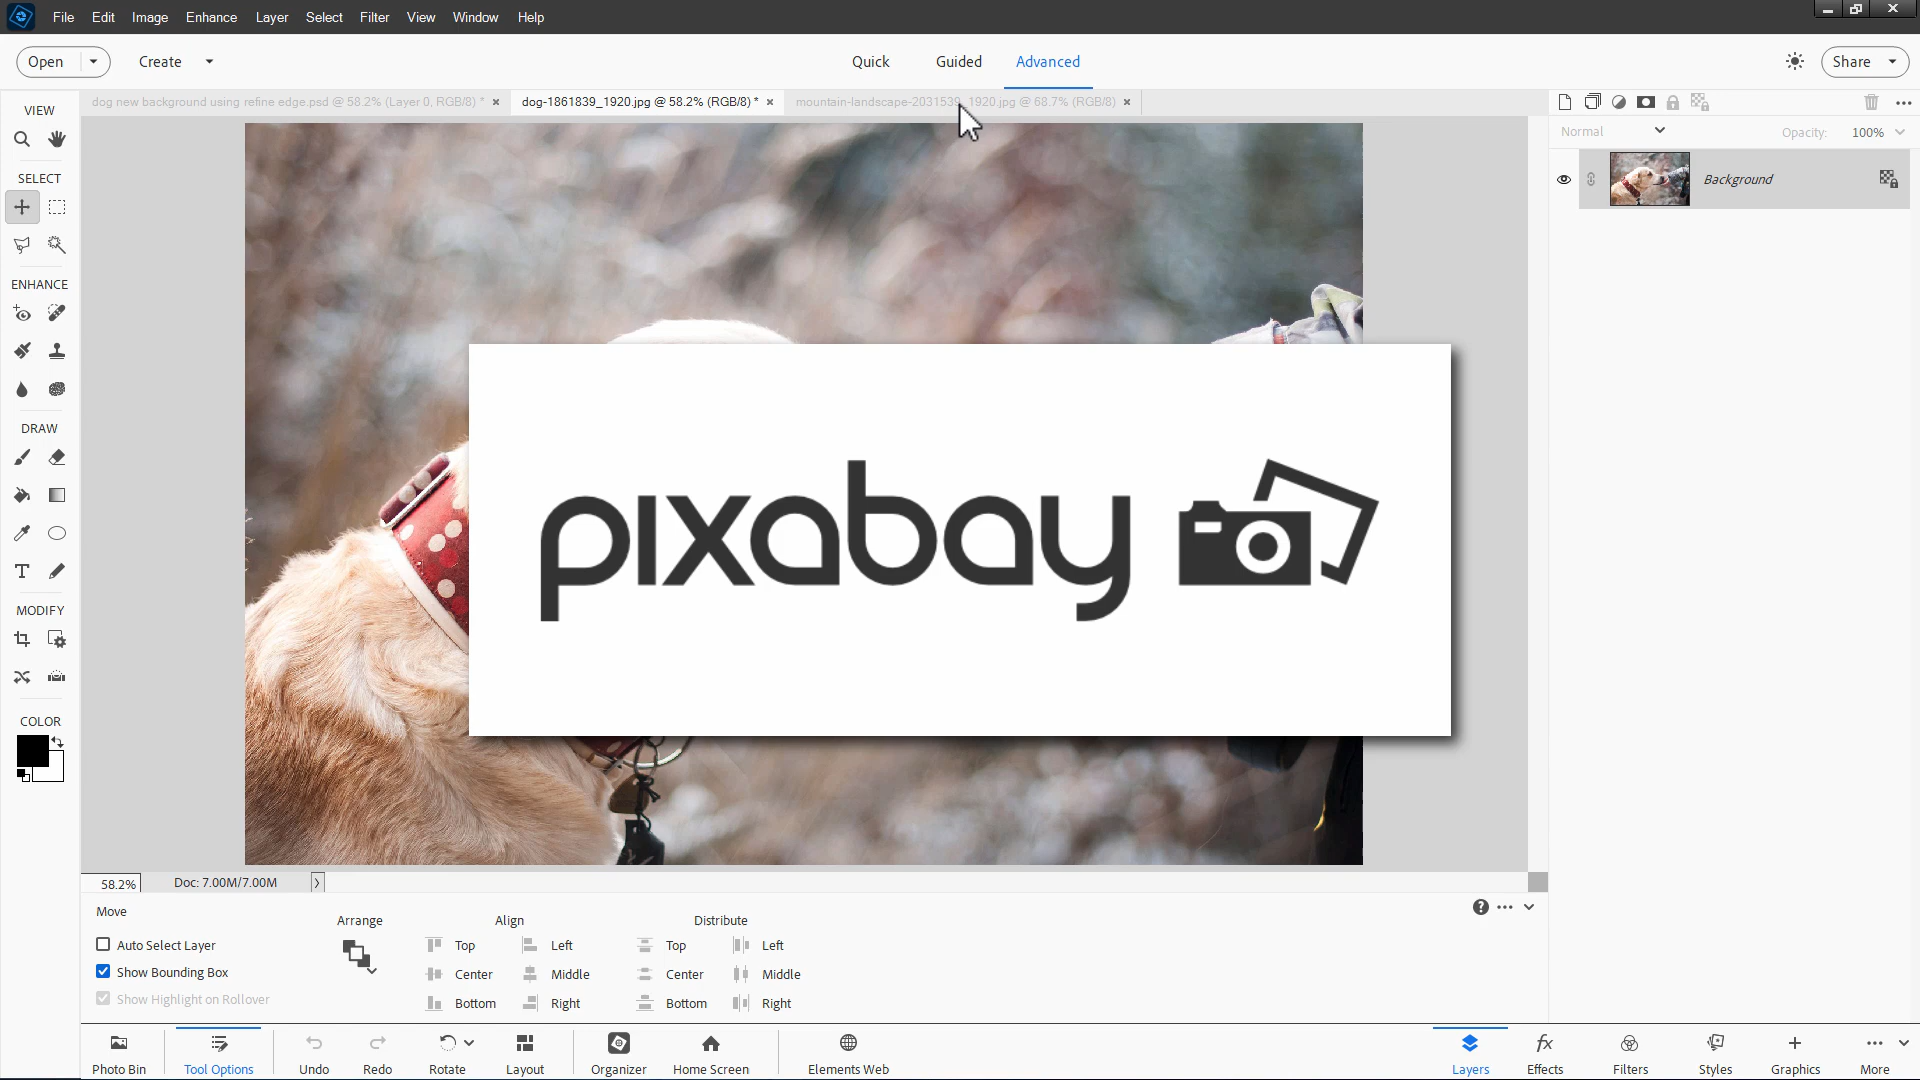 File Edit Image Enhance Layer Select Filter View Window Help
Open Create Quick Guided Advanced Share
VIEW
dog new background using refine edge.psd @ 58.2% (Layer 0, RGB/8) * × dog-1861839_1920.jpg @ 58.2% (RGB/8) * × mountain-landscape-2031539_1920.jpg @ 68.7% (RGB/8) ×
Normal Opacity: 100%
SELECT
Background
ENHANCE
DRAW
pixabay
T
MODIFY
COLOR
58.2% Doc: 7.00M/7.00M
Move
Arrange Align Distribute
Auto Select Layer Top Left Top Left
Show Bounding Box Center Middle Center Middle
Show Highlight on Rollover Bottom Right Bottom Right
Photo Bin Tool Options Undo Redo Rotate Layout Organizer Home Screen Elements Web Layers Effects Filters Styles Graphics More